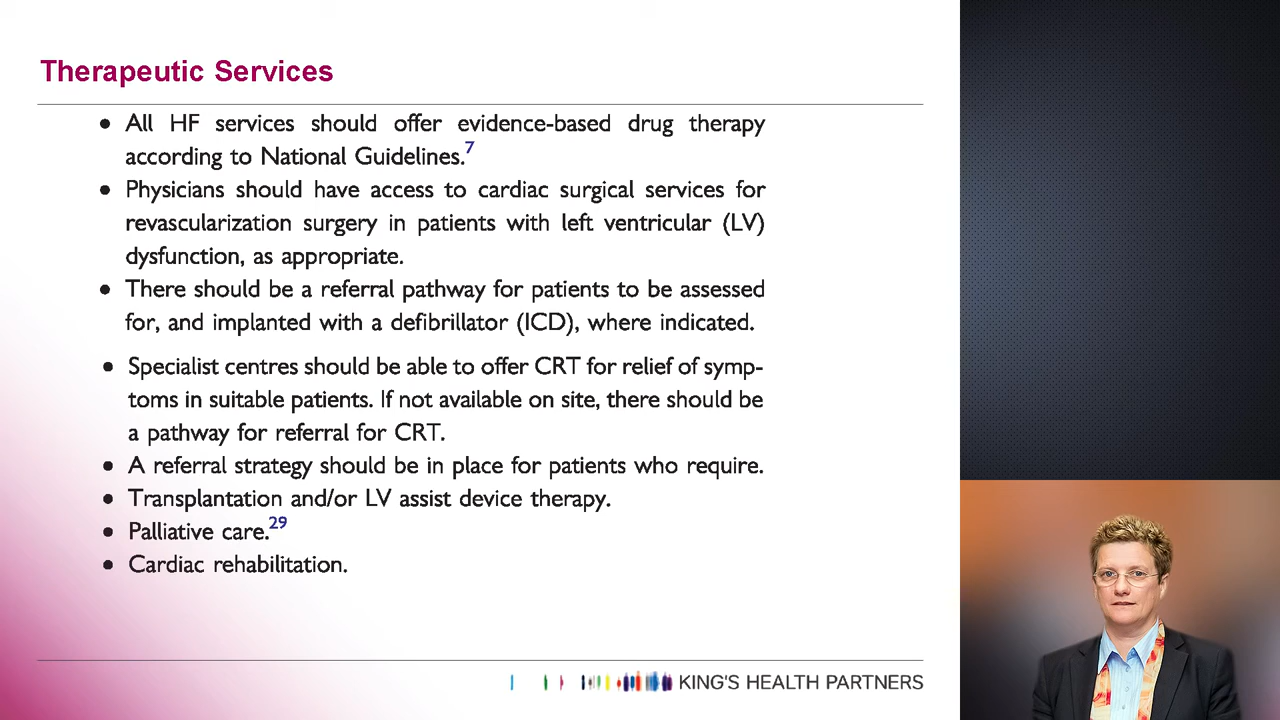 Therapeutic Services
● All HF services should offer evidence-based drug therapy
according to National Guidelines.7
● Physicians should have access to cardiac surgical services for
revascularization surgery in patients with left ventricular (LV)
dysfunction, as appropriate.
● There should be a referral pathway for patients to be assessed
for, and implanted with a defibrillator (ICD), where indicated.
● Specialist centres should be able to offer CRT for relief of symp-
toms in suitable patients. If not available on site, there should be
a pathway for referral for CRT.
● A referral strategy should be in place for patients who require.
● Transplantation and/or LV assist device therapy.
● Palliative care.29
● Cardiac rehabilitation.
KING'S HEALTH PARTNERS